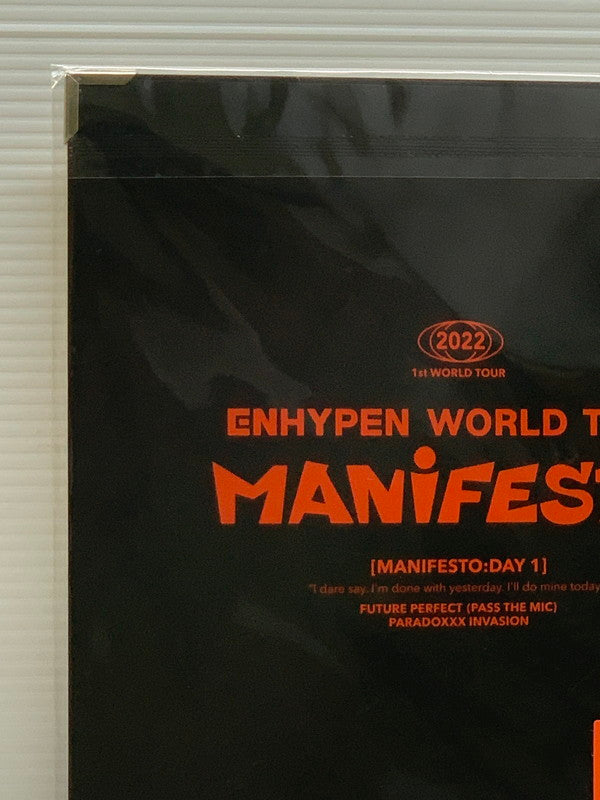 2022
1st WORLD TOUR
ENHYPEN WORLD T
MANiFES
[MANIFESTO:DAY 1]
"I dare say. I'm done with yesterday. I'll do mine today
FUTURE PERFECT (PASS THE MIC)
PARADOXXX INVASION